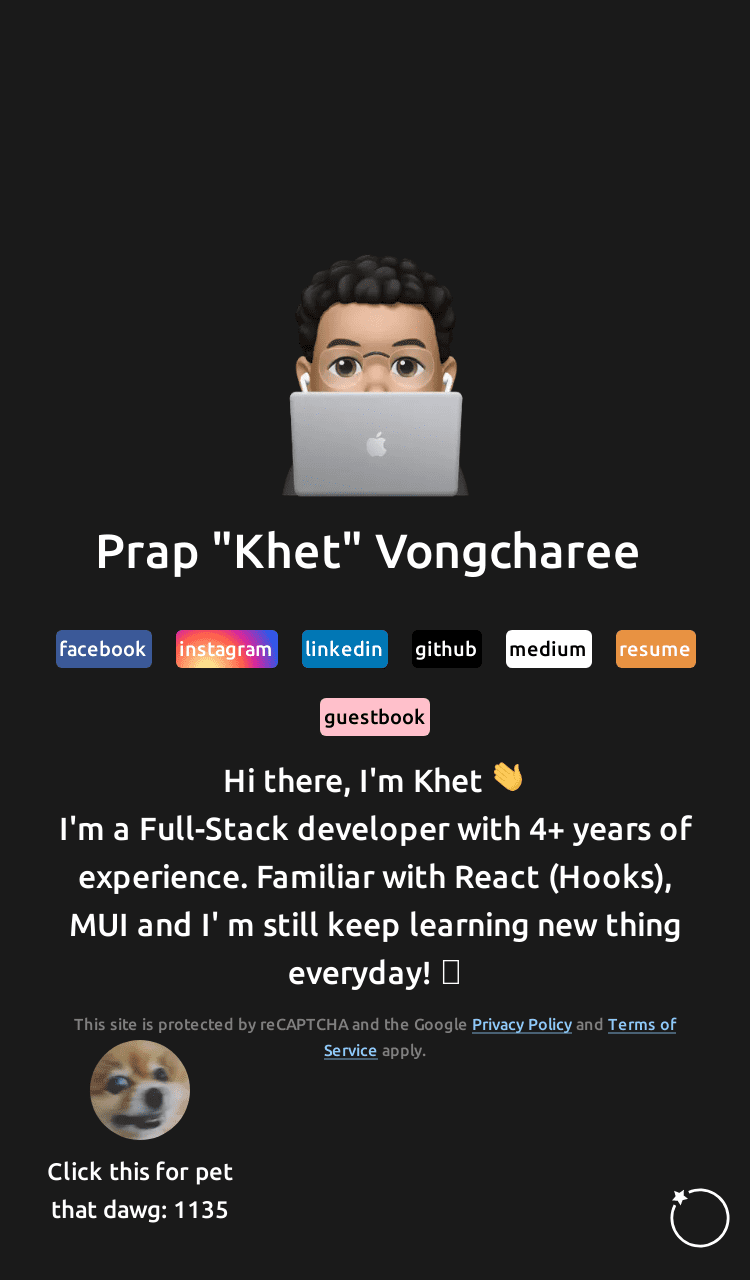 Prap "Khet" Vongcharee
facebook instagram linkedin github medium resume
guestbook
Hi there, I'm Khet 👋
I'm a Full-Stack developer with 4+ years of
experience. Familiar with React (Hooks),
MUI and I' m still keep learning new thing
everyday!
This site is protected by reCAPTCHA and the Google Privacy Policy and Terms of
Service apply.
Click this for pet
that dawg: 1135